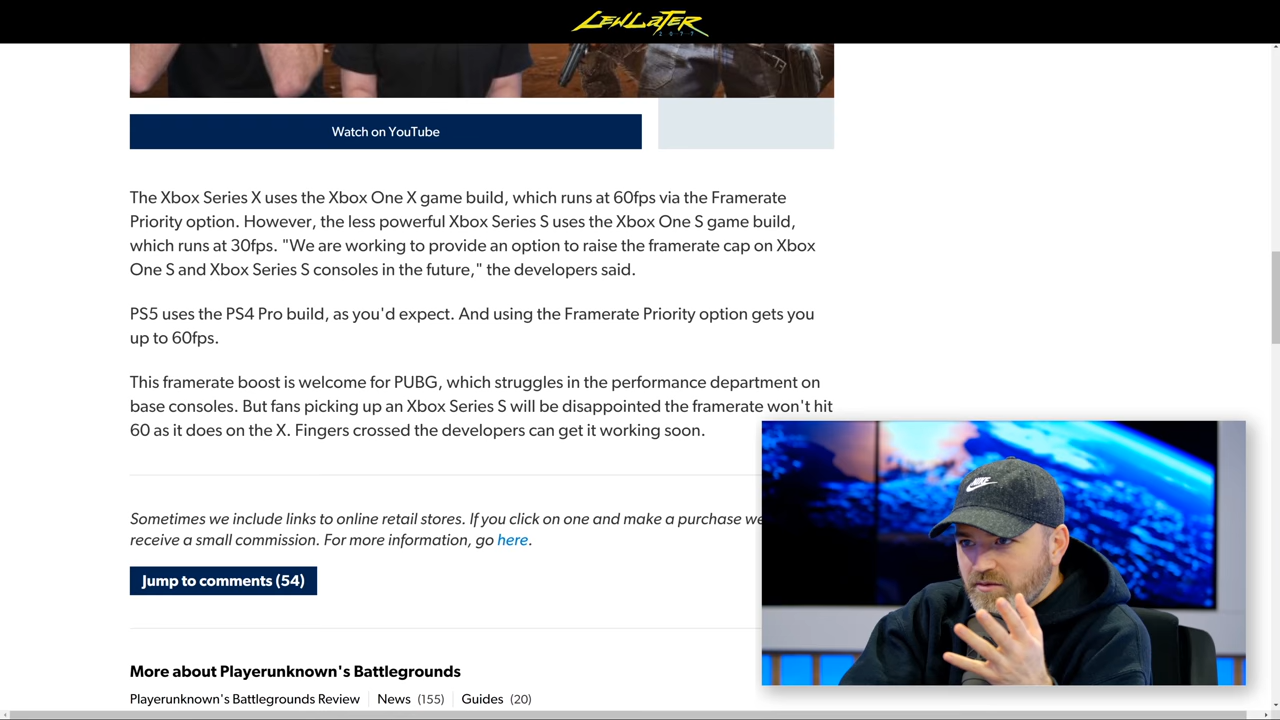 LEWLATER
2077
Watch on YouTube
The Xbox Series X uses the Xbox One X game build, which runs at 60fps via the Framerate
Priority option. However, the less powerful Xbox Series S uses the Xbox One S game build,
which runs at 30fps. "We are working to provide an option to raise the framerate cap on Xbox
One S and Xbox Series S consoles in the future," the developers said.
PS5 uses the PS4 Pro build, as you'd expect. And using the Framerate Priority option gets you
up to 60fps.
This framerate boost is welcome for PUBG, which struggles in the performance department on
base consoles. But fans picking up an Xbox Series S will be disappointed the framerate won't hit
60 as it does on the X. Fingers crossed the developers can get it working soon.
Sometimes we include links to online retail stores. If you click on one and make a purchase we
receive a small commission. For more information, go here.
Jump to comments (54)
More about Playerunknown's Battlegrounds
Playerunknown's Battlegrounds Review News (155) Guides (20)
NIKE